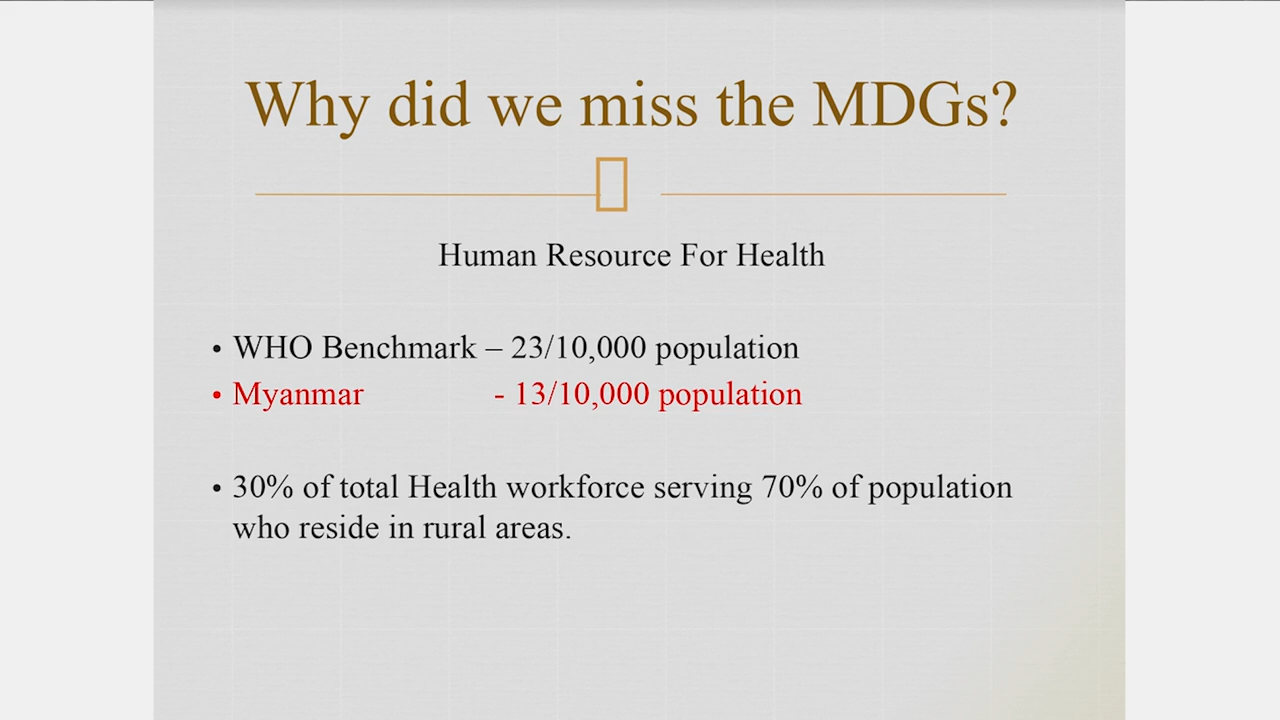 Why did we miss the MDGs?
Human Resource For Health
• WHO Benchmark – 23/10,000 population
• Myanmar - 13/10,000 population
• 30% of total Health workforce serving 70% of population
who reside in rural areas.